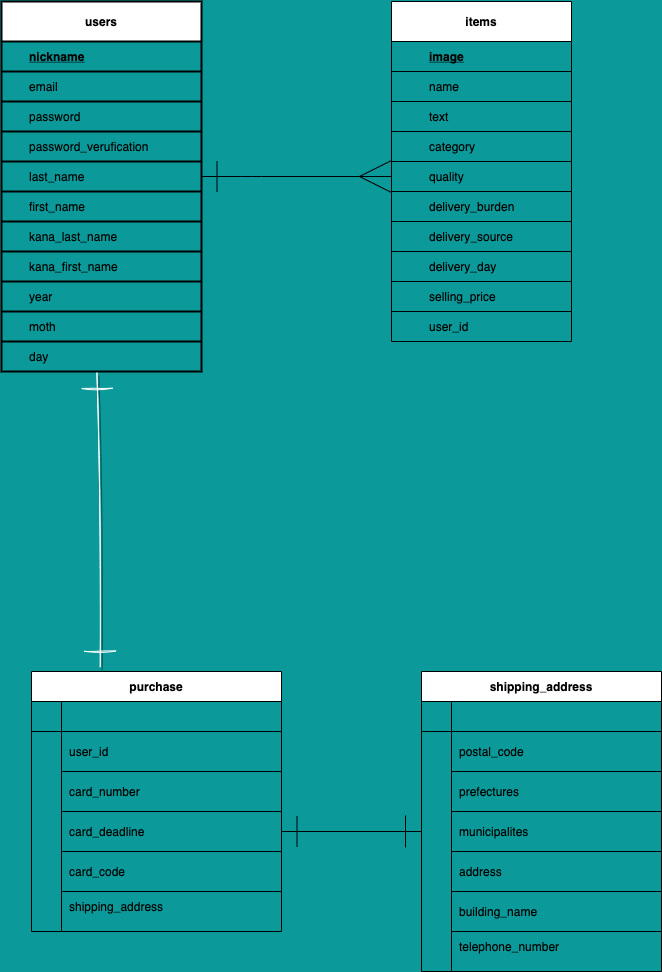 users
nickname
email
password
password_verufication
last_name
first_name
kana_last_name
kana_first_name
year
moth
day
items
image
name
text
category
quality
delivery_burden
delivery_source
delivery_day
selling_price
user_id
purchase
user_id
card_number
card_deadline
card_code
shipping_address
shipping_address
postal_code
prefectures
municipalites
address
building_name
telephone_number